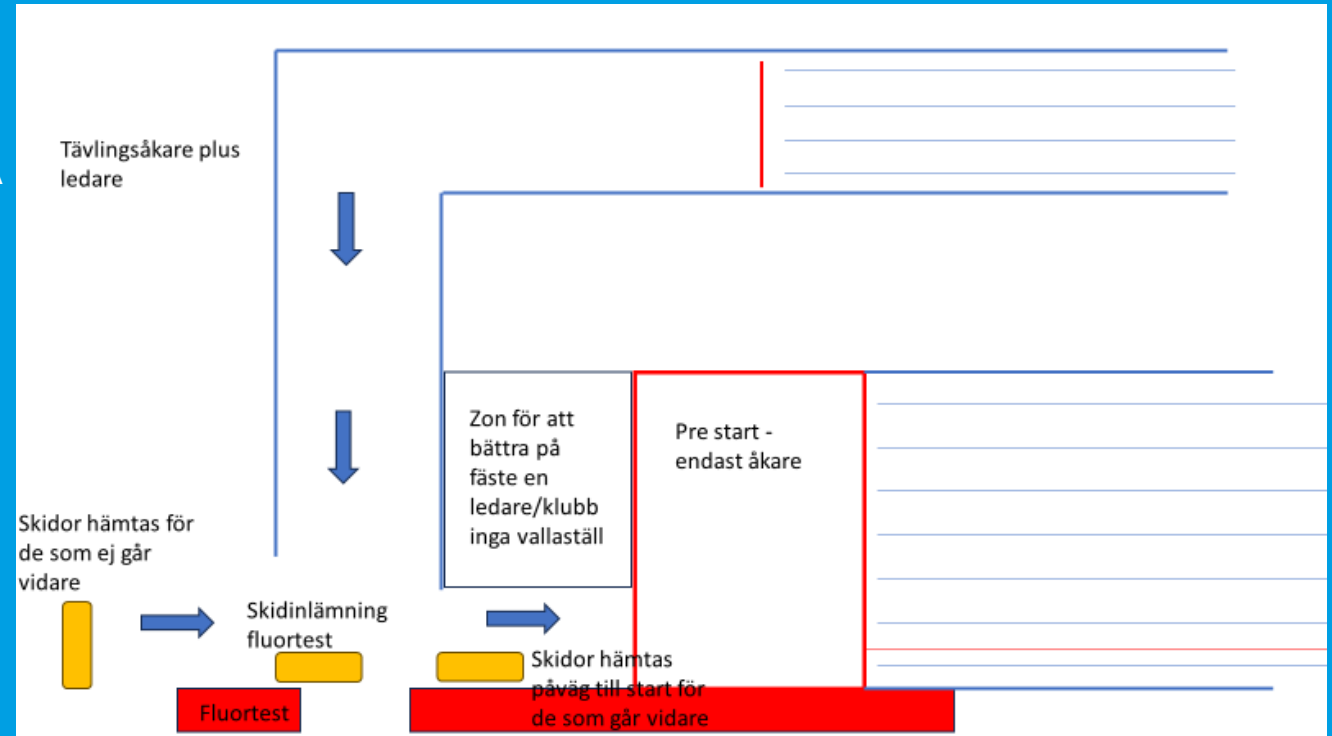 Tävlingsåkare plus
ledare
Zon för att
bättra på
fäste en
ledare/klubb
inga vallaställ
Pre start -
endast åkare
Skidor hämtas för
de som ej går
vidare
Skidinlämning
fluortest
Skidor hämtas
påväg till start för
de som går vidare
Fluortest